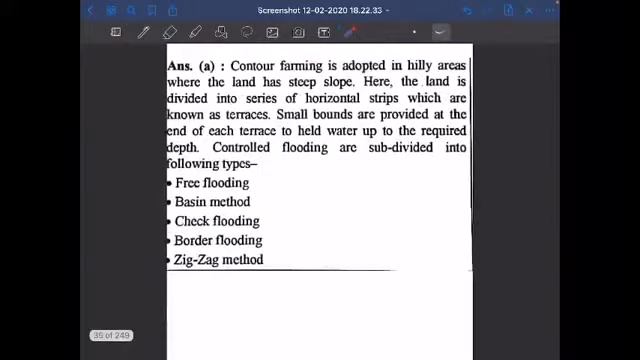 Screenshot 12-02-2020 18.22.33
Ans. (a) : Contour farming is adopted in hilly areas
where the land has steep slope. Here, the land is
divided into series of horizontal strips which are
known as terraces. Small bounds are provided at the
end of each terrace to held water up to the required
depth. Controlled flooding are sub-divided into
following types–
• Free flooding
• Basin method
• Check flooding
• Border flooding
• Zig-Zag method
35 of 249